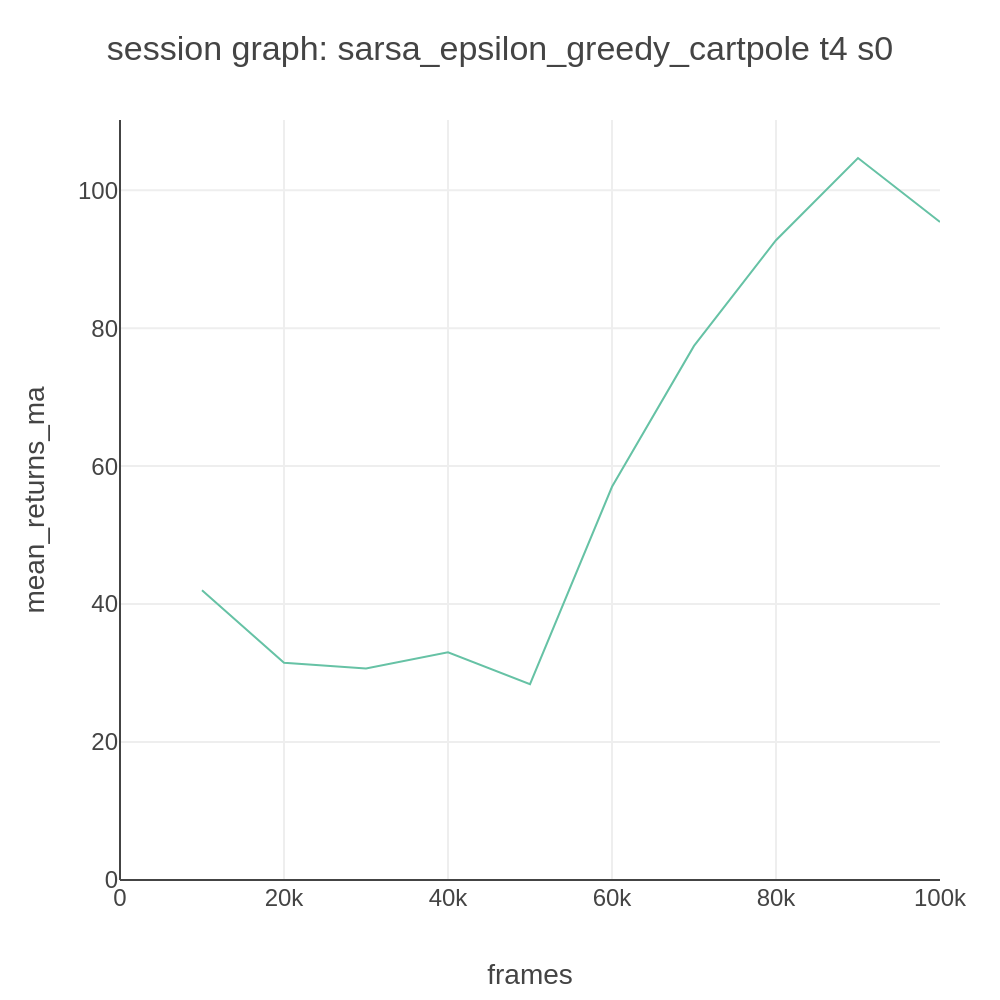 session graph: sarsa_epsilon_greedy_cartpole t4 s0
mean_returns_ma
100
80
60
40
20
0
0
20k
40k
60k
80k
100k
frames